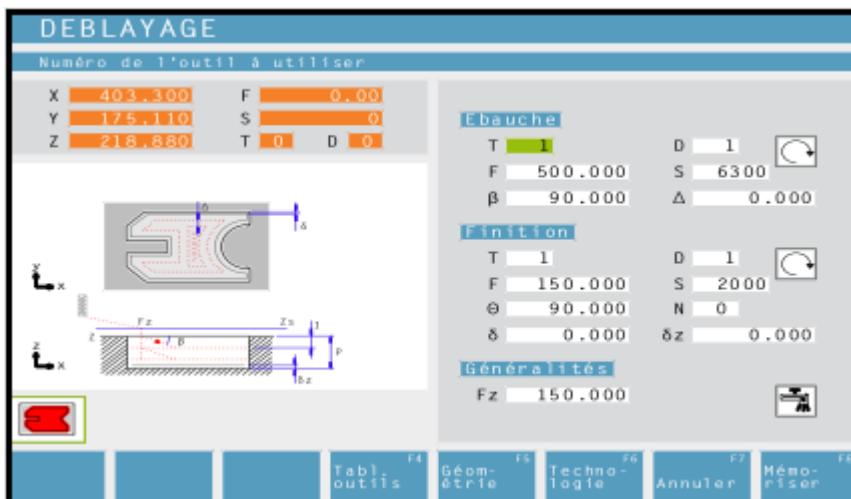 DEBLAYAGE
Numéro de l'outil à utiliser
X 403.300 F 0.00
Y 175.110 S 0
Z 218.880 T 0 D 0
δ
Δ
Y
X
Fz Zs I
Z β P
Z
X
δz
Ebauche
T 1 D 1
F 500.000 S 6300
β 90.000 Δ 0.000
Finition
T 1 D 1
F 150.000 S 2000
Θ 90.000 N 0
δ 0.000 δz 0.000
Généralités
Fz 150.000
F4 F5 F6 F7 F8
Tabl. outils
Géom-
étrie
Techno-
logie
Annuler
Mémo-
riser